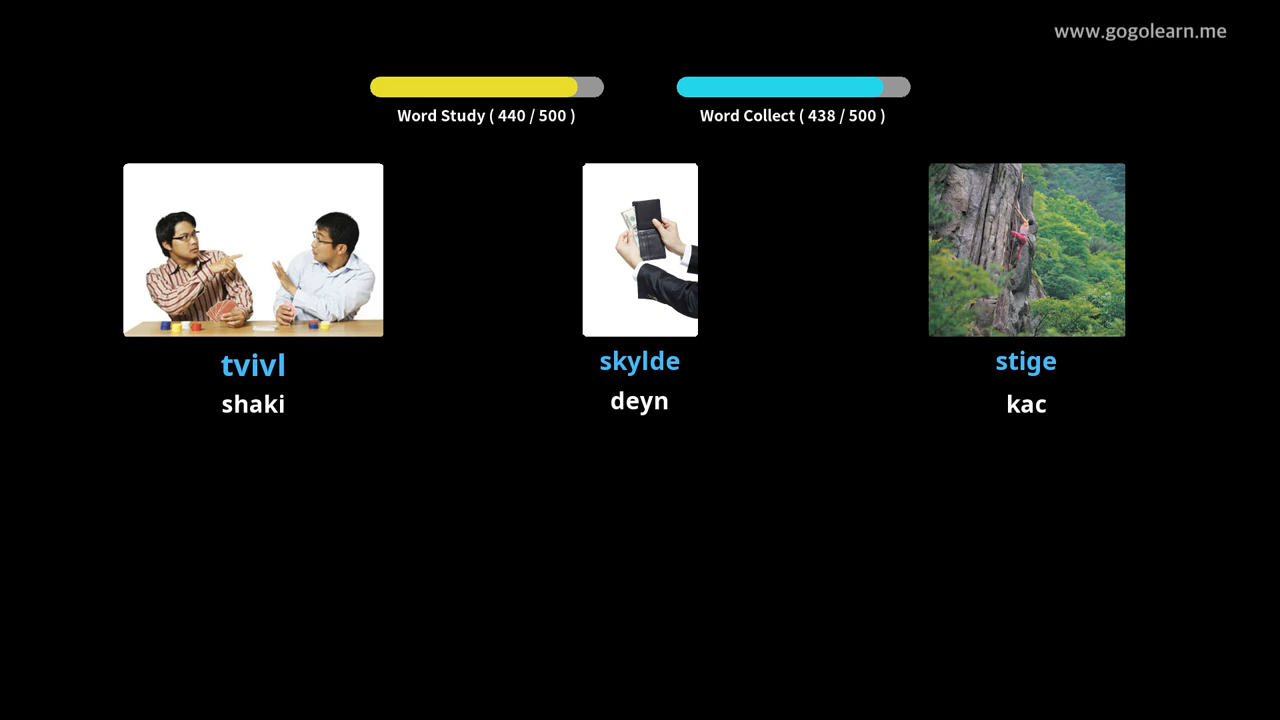 www.gogolearn.me
Word Study ( 440 / 500 )
Word Collect ( 438 / 500 )
tvivl
skylde
stige
shaki
deyn
kac